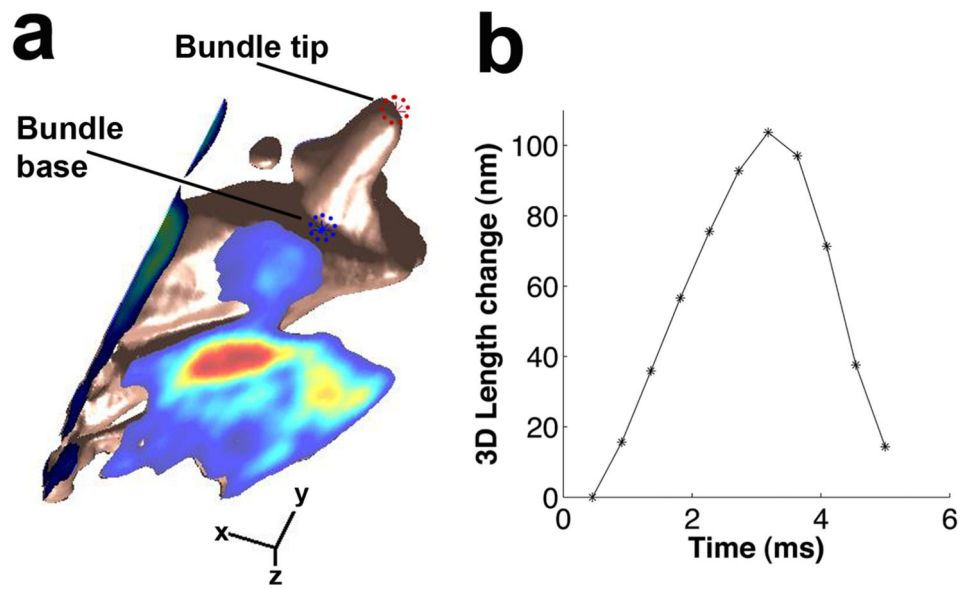 a
Bundle tip
Bundle
base
x
y
z
b
3D Length change (nm)
100
80
60
40
20
0
0 2 4 6
Time (ms)